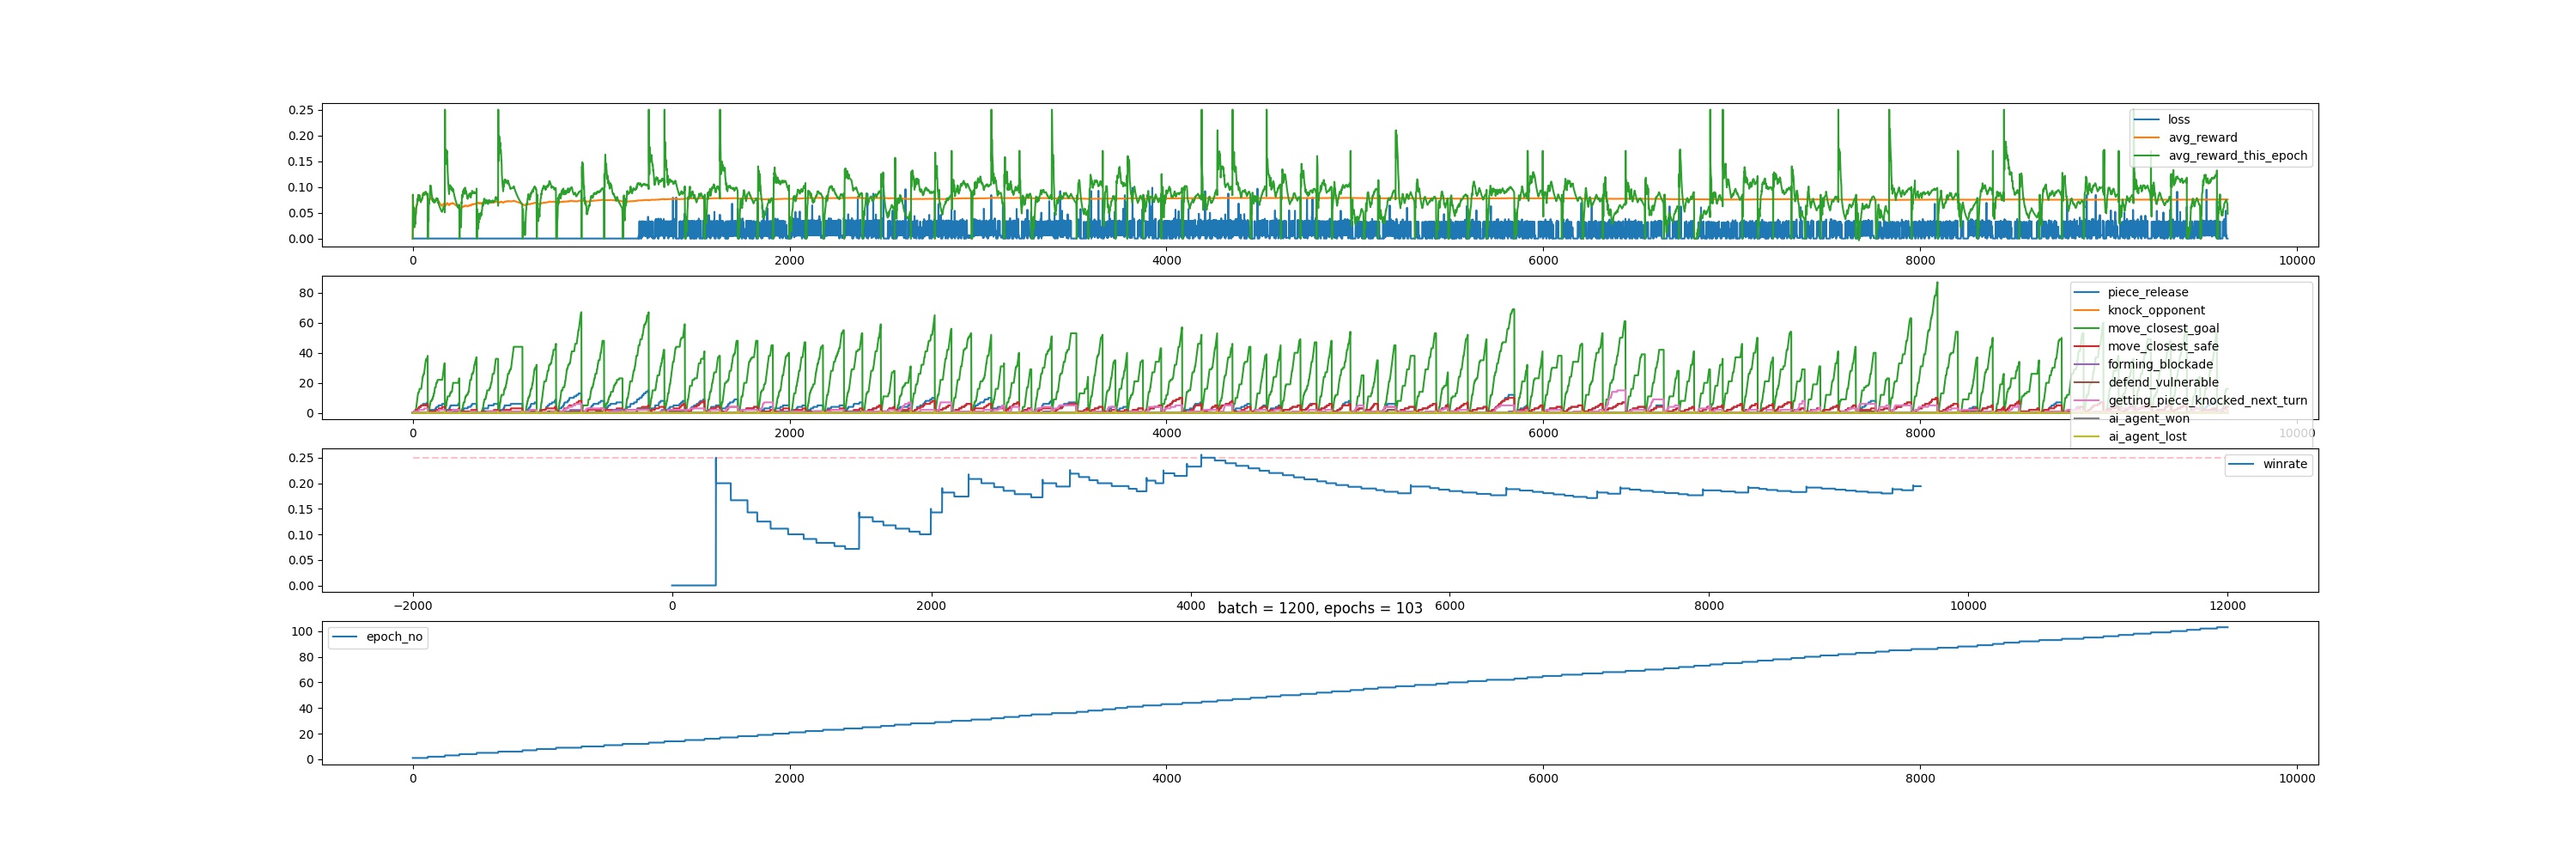 0.25
0.20
0.15
0.10
0.05
0.00
loss
avg_reward
avg_reward_this_epoch
0 2000 4000 6000 8000 10000
80
60
40
20
0
piece_release
knock_opponent
move_closest_goal
move_closest_safe
forming_blockade
defend_vulnerable
getting_piece_knocked_next_turn
ai_agent_won
ai_agent_lost
0 2000 4000 6000 8000 10000
0.25
0.20
0.15
0.10
0.05
0.00
winrate
−2000 0 2000 4000 6000 8000 10000 12000
batch = 1200, epochs = 103
100
80
60
40
20
0
epoch_no
0 2000 4000 6000 8000 10000